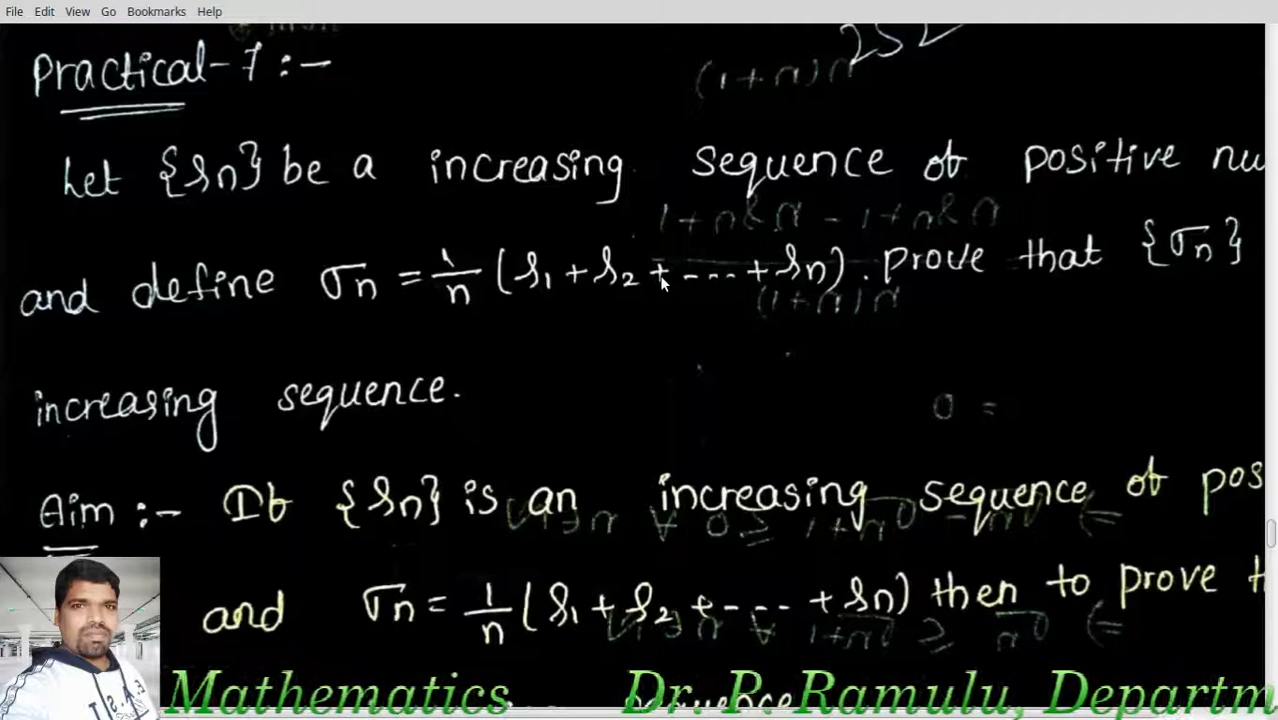 File Edit View Go Bookmarks Help
Practical-7 :-
Let {Sn} be a increasing sequence of positive nu
and define σn = 1/n (S1 + S2 + --- + Sn). prove that {σn}
increasing sequence.
Aim :- If {Sn} is an increasing sequence of pos
and σn = 1/n (S1 + S2 + --- + Sn) then to prove t
sequence
Mathematics Dr. P. Ramulu, Departm